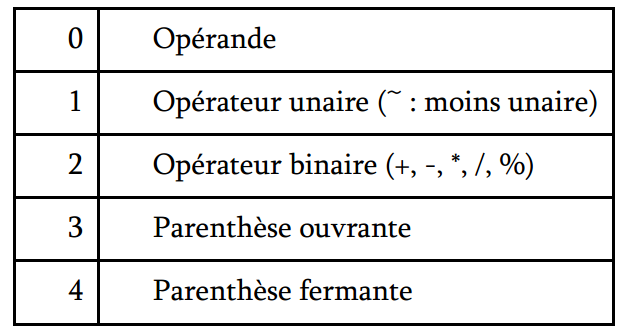 0 Opérande
1 Opérateur unaire (~ : moins unaire)
2 Opérateur binaire (+, -, *, /, %)
3 Parenthèse ouvrante
4 Parenthèse fermante